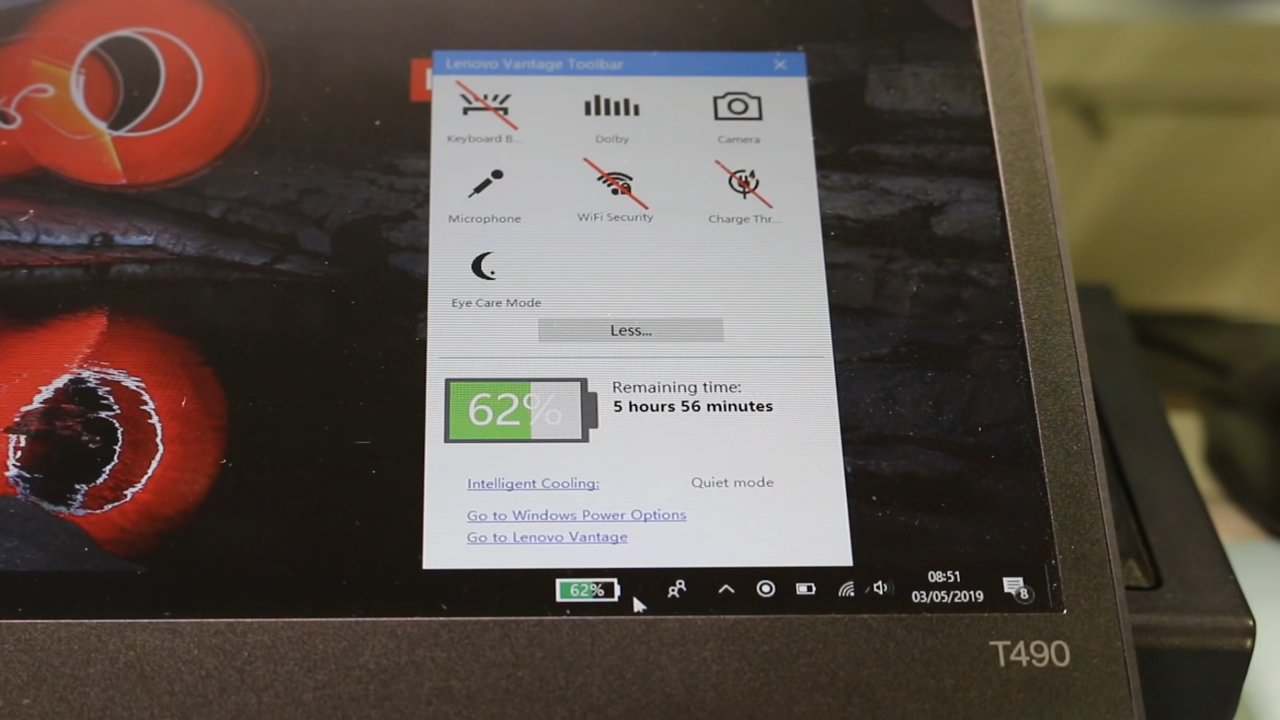 Lenovo Vantage Toolbar
Keyboard B...
Dolby
Camera
Microphone
WiFi Security
Charge Thr...
Eye Care Mode
Less...
62%
Remaining time:
5 hours 56 minutes
Intelligent Cooling:
Quiet mode
Go to Windows Power Options
Go to Lenovo Vantage
62%
08:51
03/05/2019
8
T490